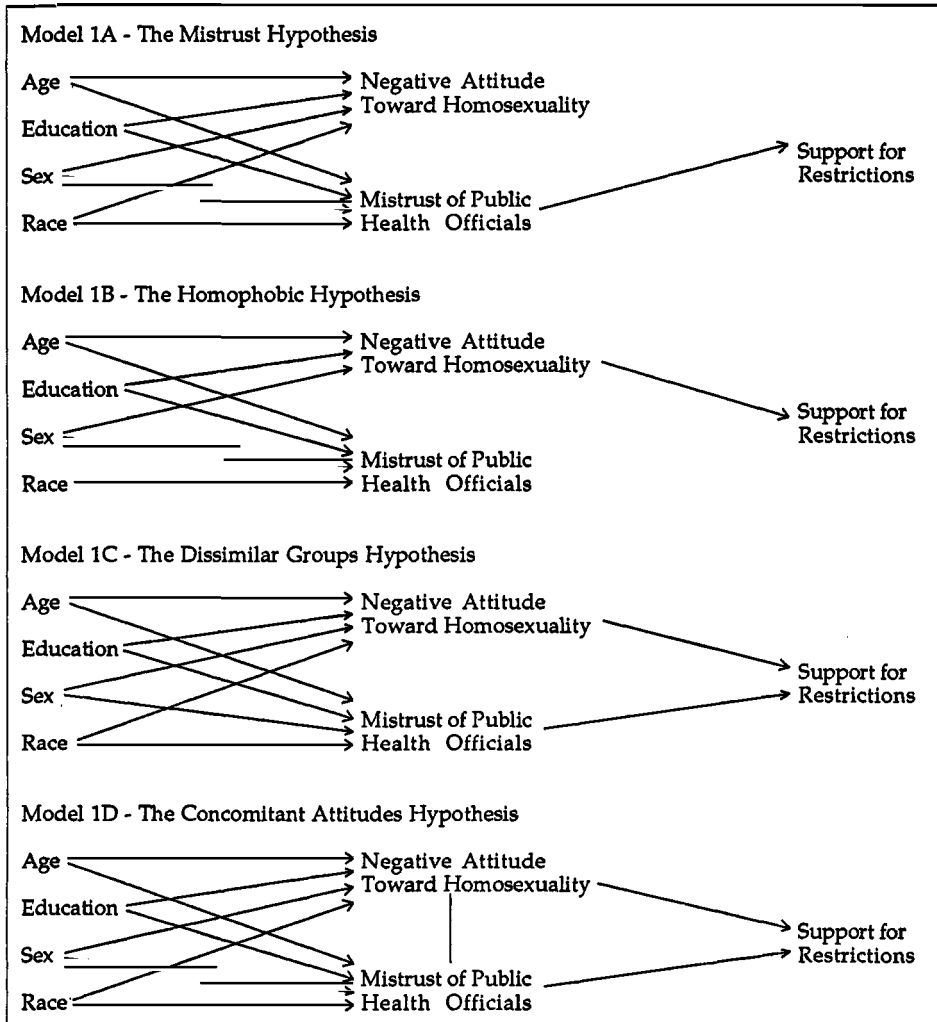 Model 1A - The Mistrust Hypothesis
Age
Negative Attitude
Toward Homosexuality
Education
Support for
Restrictions
Sex
Mistrust of Public
Race
Health Officials
Model 1B - The Homophobic Hypothesis
Age
Negative Attitude
Toward Homosexuality
Education
Support for
Restrictions
Sex
Mistrust of Public
Race
Health Officials
Model 1C - The Dissimilar Groups Hypothesis
Age
Negative Attitude
Toward Homosexuality
Education
Support for
Restrictions
Sex
Mistrust of Public
Race
Health Officials
Model 1D - The Concomitant Attitudes Hypothesis
Age
Negative Attitude
Toward Homosexuality
Education
Support for
Restrictions
Sex
Mistrust of Public
Race
Health Officials